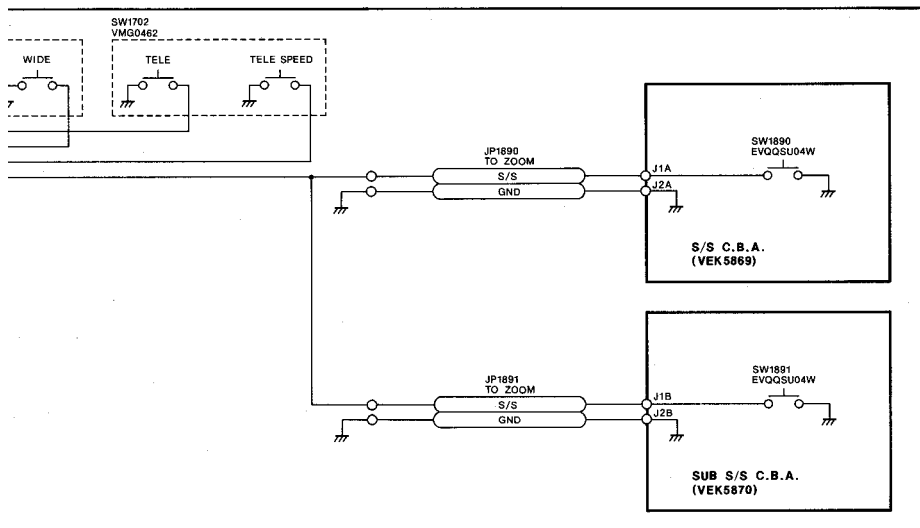 SW1702
VMG0462
WIDE
TELE
TELE SPEED
JP1890
TO ZOOM
S/S
GND
J1A
J2A
SW1890
EVQQSU04W
S/S C.B.A.
(VEK5869)
JP1891
TO ZOOM
S/S
GND
J1B
J2B
SW1891
EVQQSU04W
SUB S/S C.B.A.
(VEK5870)